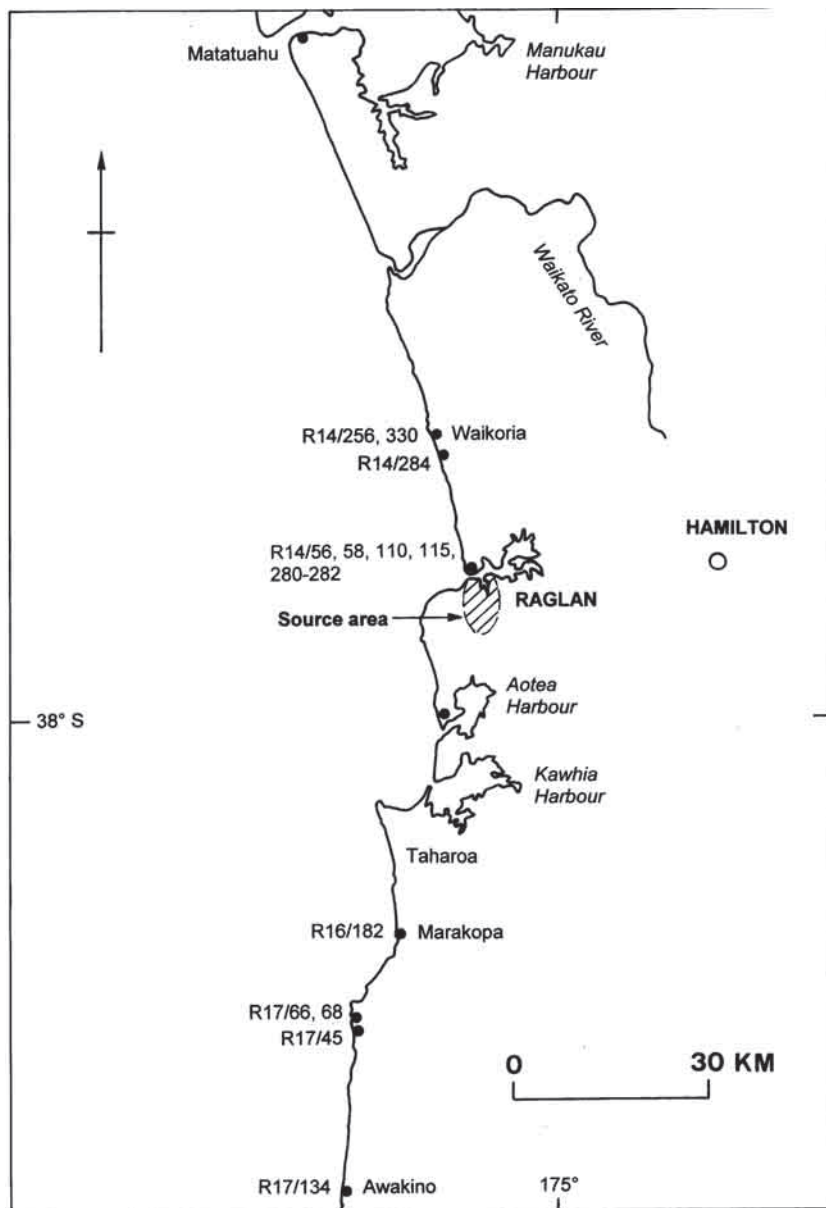 Matatuahu
Manukau
Harbour
Waikato River
R14/256, 330
Waikoria
R14/284
HAMILTON
R14/56, 58, 110, 115,
280-282
RAGLAN
Source area
Aotea
Harbour
38° S
Kawhia
Harbour
Taharoa
R16/182
Marakopa
R17/66, 68
R17/45
0 30 KM
R17/134
Awakino
175°